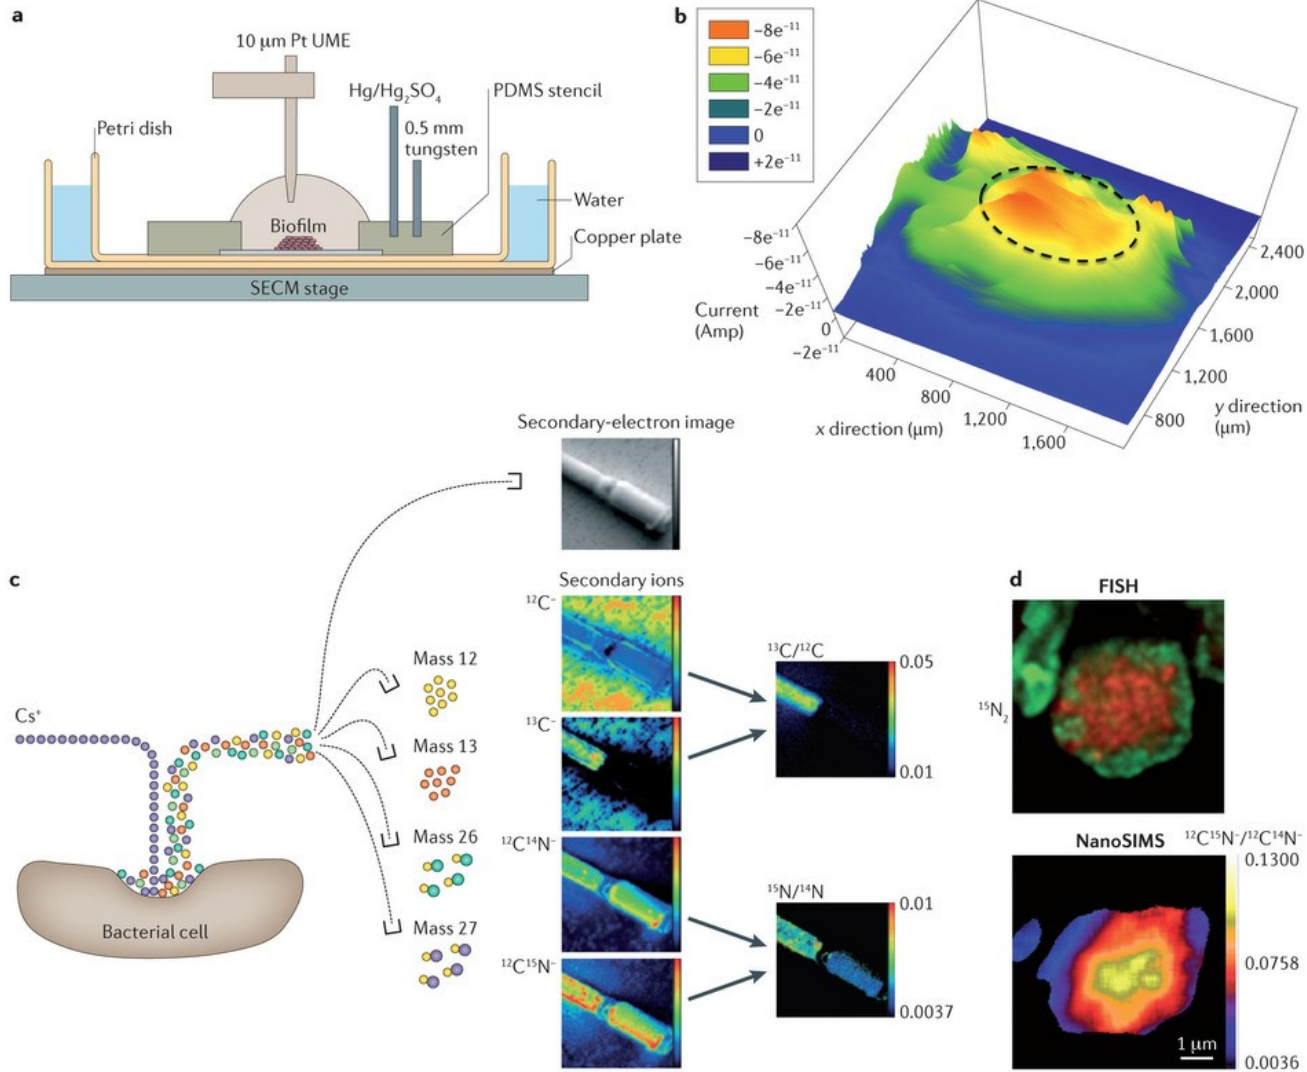 a
10 μm Pt UME
Hg/Hg₂SO₄
PDMS stencil
0.5 mm
tungsten
Petri dish
Water
Biofilm
Copper plate
SECM stage
b
−8e⁻¹¹
−6e⁻¹¹
−4e⁻¹¹
−2e⁻¹¹
0
+2e⁻¹¹
−8e⁻¹¹
−6e⁻¹¹
−4e⁻¹¹
−2e⁻¹¹
0
−2e⁻¹¹
Current
(Amp)
400
800
1,200
1,600
x direction (μm)
2,400
2,000
1,600
1,200
800
y direction
(μm)
Secondary-electron image
c
Secondary ions
Cs⁺
Mass 12
Mass 13
Mass 26
Mass 27
Bacterial cell
¹²C⁻
¹³C⁻
¹²C¹⁴N⁻
¹²C¹⁵N⁻
¹³C/¹²C
0.05
0.01
¹⁵N/¹⁴N
0.01
0.0037
d
FISH
¹⁵N₂
NanoSIMS
¹²C¹⁵N⁻/¹²C¹⁴N⁻
0.1300
0.0758
0.0036
1 μm